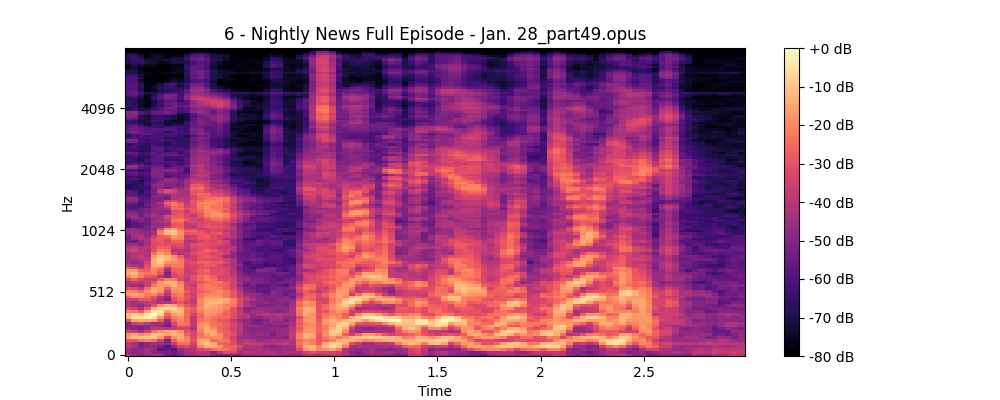 6 - Nightly News Full Episode - Jan. 28_part49.opus
+0 dB
-10 dB
-20 dB
-30 dB
-40 dB
-50 dB
-60 dB
-70 dB
-80 dB
4096
2048
1024
512
0
Hz
0
0.5
1
1.5
2
2.5
Time